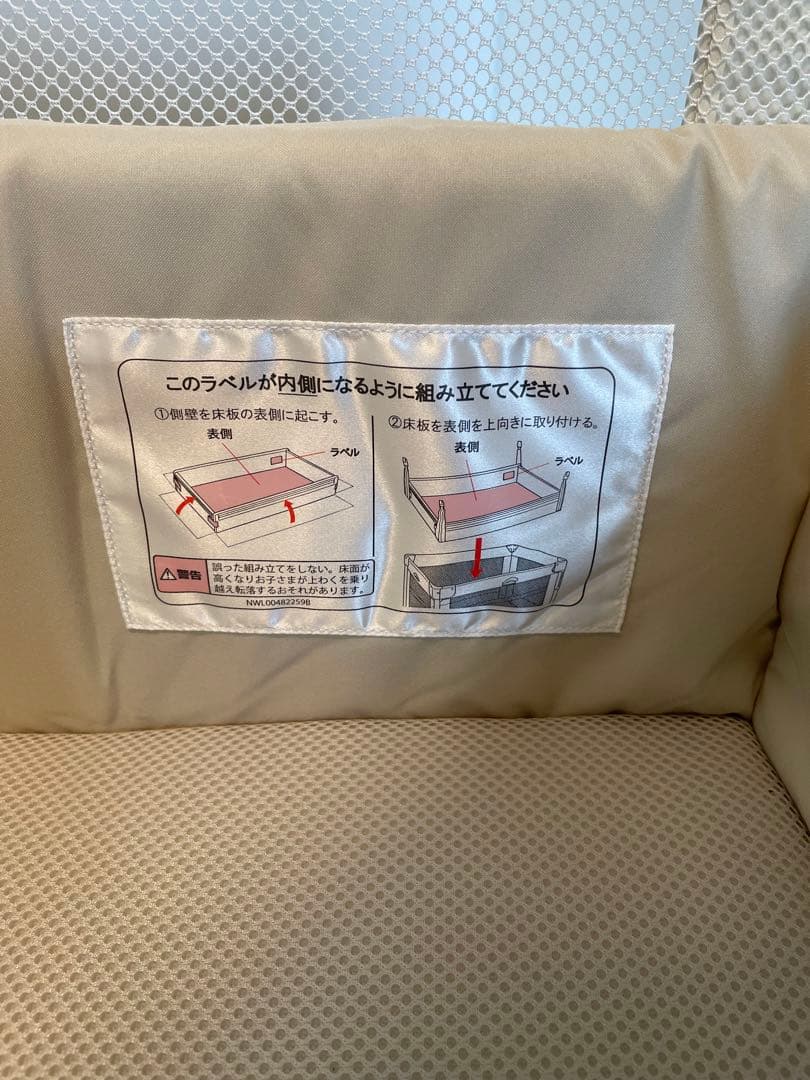 このラベルが内側になるように組み立ててください
①側壁を床板の表側に起こす。
表側
ラベル
⚠警告
誤った組み立てをしない。床面が
高くなりお子さまが上わくを乗り
越え転落するおそれがあります。
NWL00482259B
②床板を表側を上向きに取り付ける。
表側
ラベル